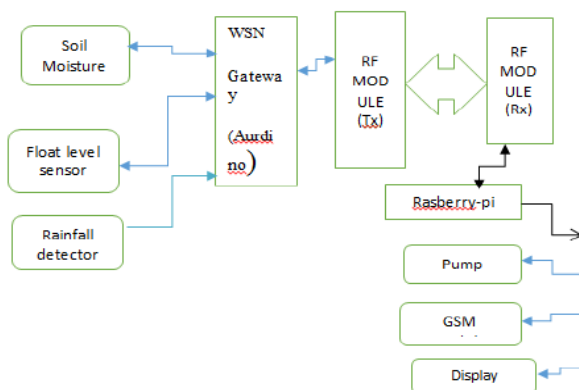 Soil
Moisture
Float level
sensor
Rainfall
detector
WSN
Gatewa
y
(Aurdi
no)
RF
MOD
ULE
(Tx)
RF
MOD
ULE
(Rx)
Rasberry-pi
Pump
GSM
Display